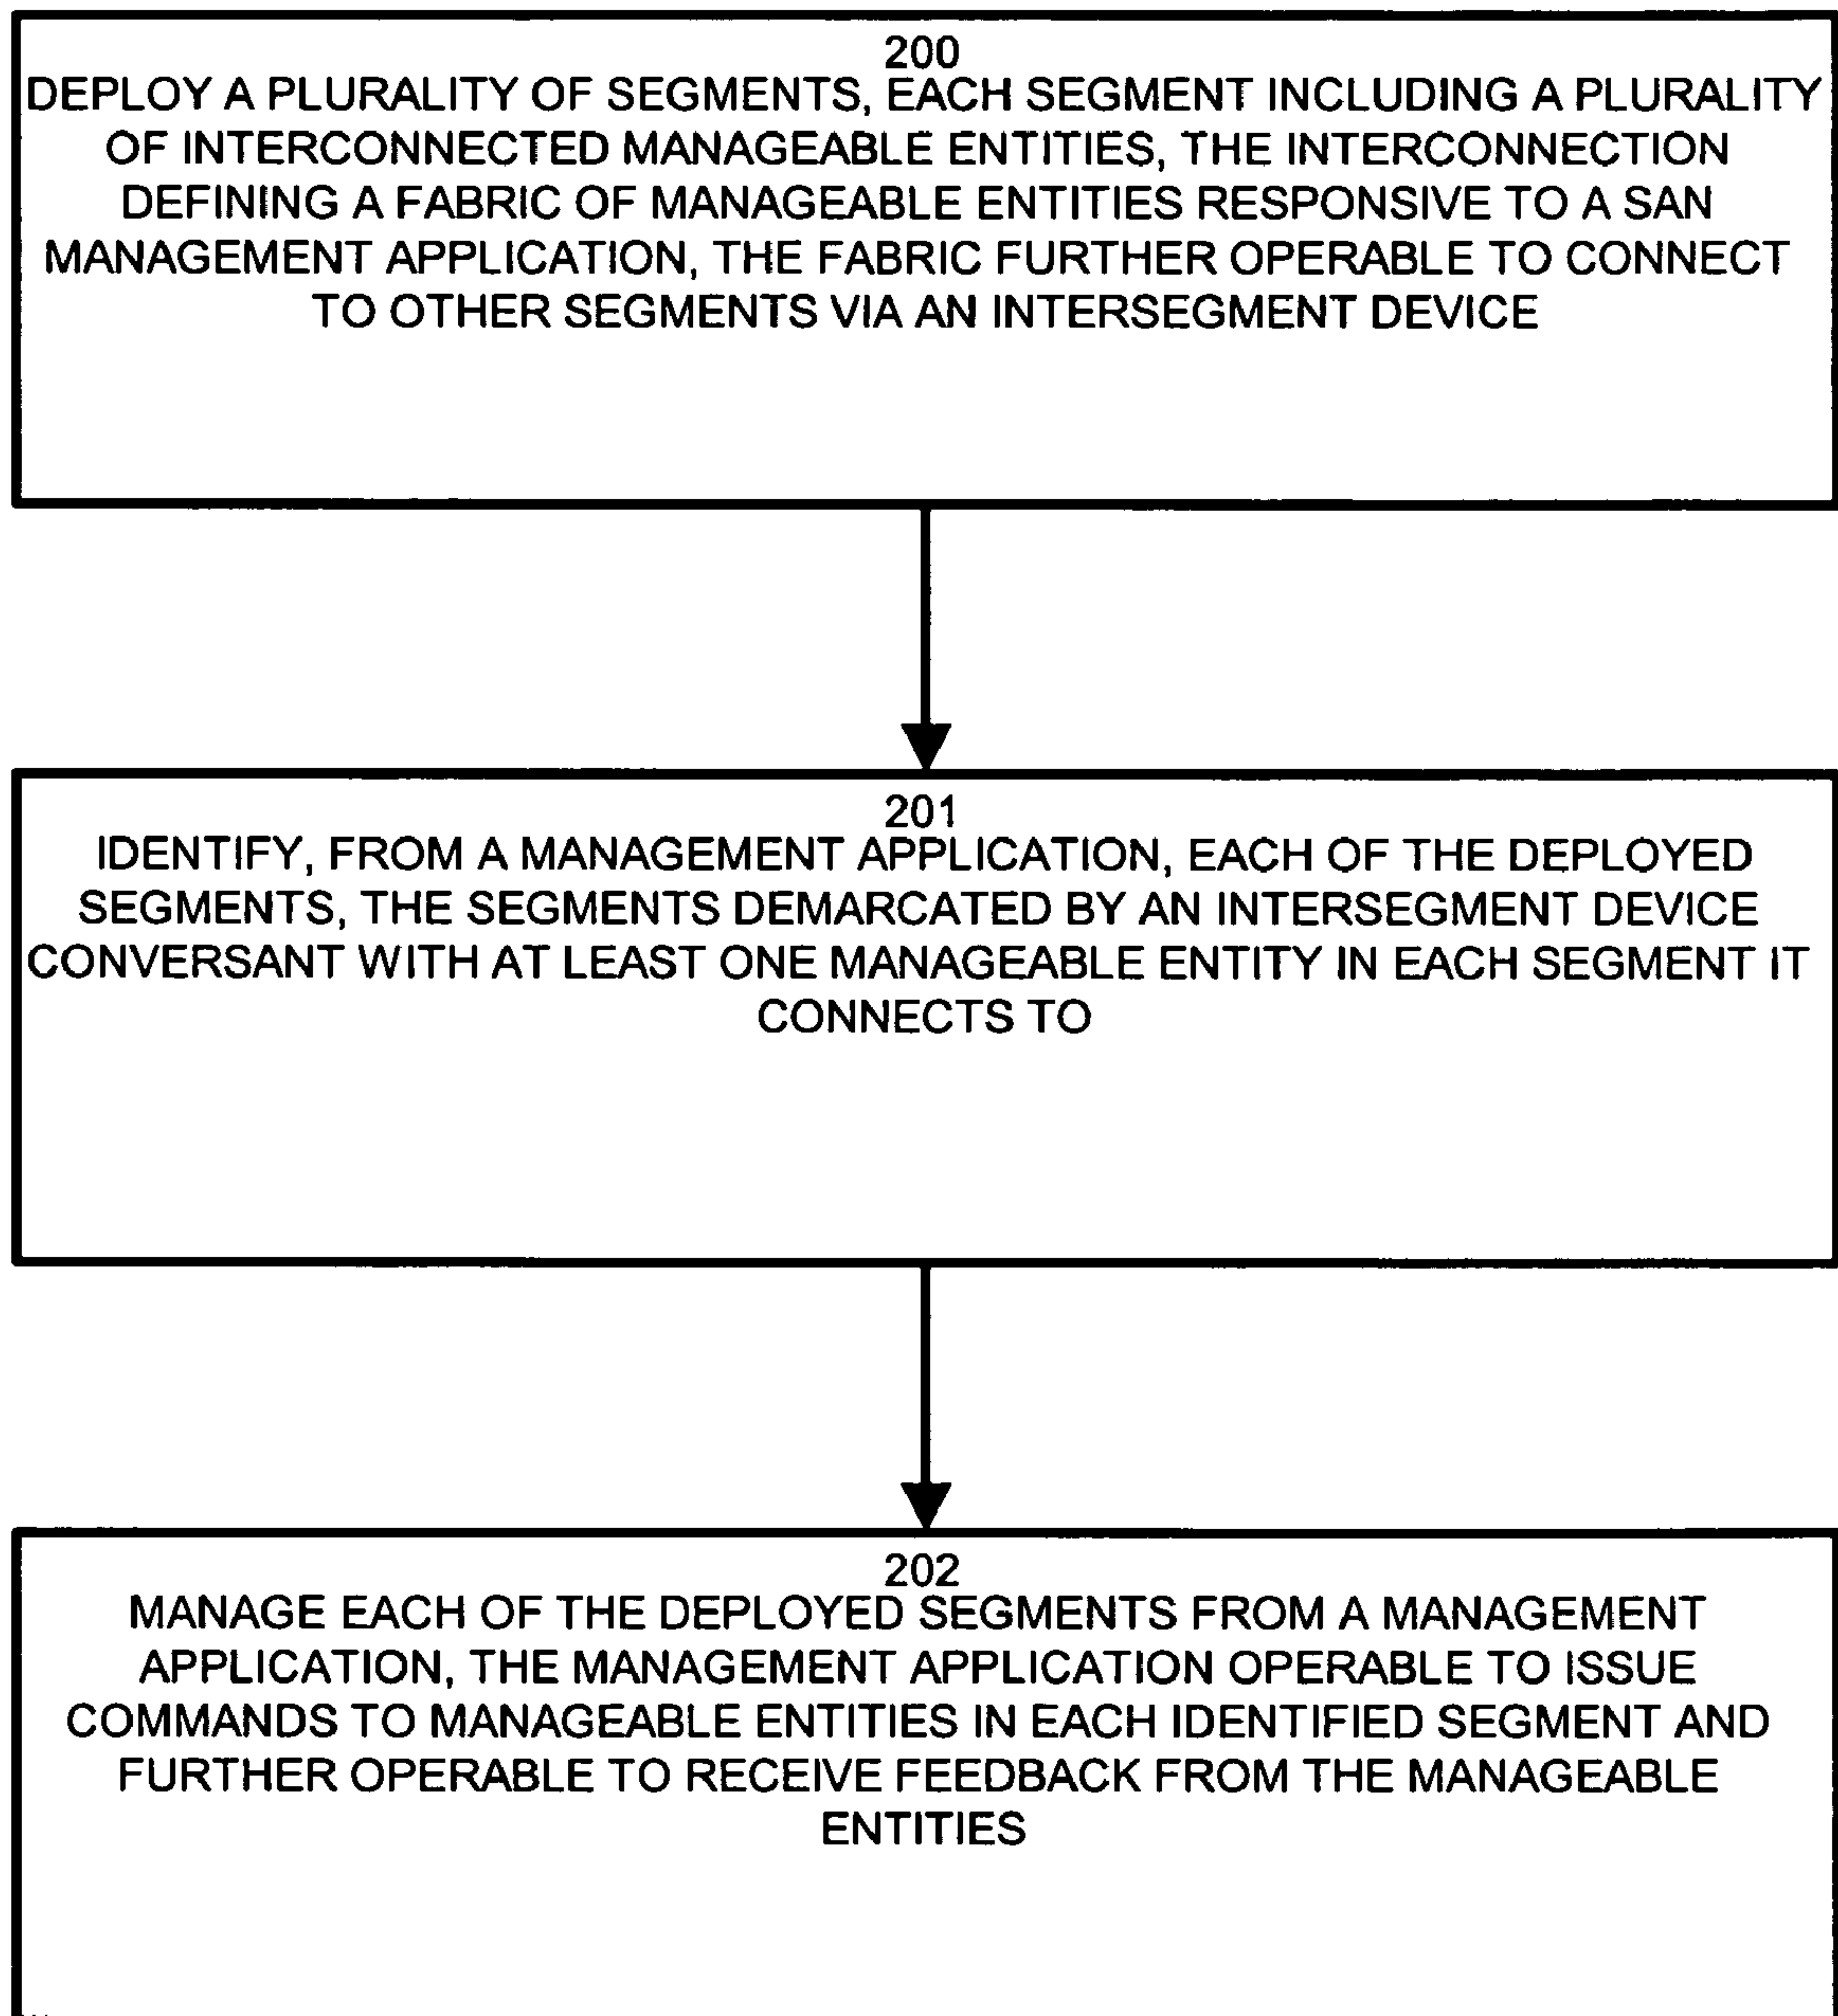 200
DEPLOY A PLURALITY OF SEGMENTS, EACH SEGMENT INCLUDING A PLURALITY
OF INTERCONNECTED MANAGEABLE ENTITIES, THE INTERCONNECTION
DEFINING A FABRIC OF MANAGEABLE ENTITIES RESPONSIVE TO A SAN
MANAGEMENT APPLICATION, THE FABRIC FURTHER OPERABLE TO CONNECT
TO OTHER SEGMENTS VIA AN INTERSEGMENT DEVICE
201
IDENTIFY, FROM A MANAGEMENT APPLICATION, EACH OF THE DEPLOYED
SEGMENTS, THE SEGMENTS DEMARCATED BY AN INTERSEGMENT DEVICE
CONVERSANT WITH AT LEAST ONE MANAGEABLE ENTITY IN EACH SEGMENT IT
CONNECTS TO
202
MANAGE EACH OF THE DEPLOYED SEGMENTS FROM A MANAGEMENT
APPLICATION, THE MANAGEMENT APPLICATION OPERABLE TO ISSUE
COMMANDS TO MANAGEABLE ENTITIES IN EACH IDENTIFIED SEGMENT AND
FURTHER OPERABLE TO RECEIVE FEEDBACK FROM THE MANAGEABLE
ENTITIES